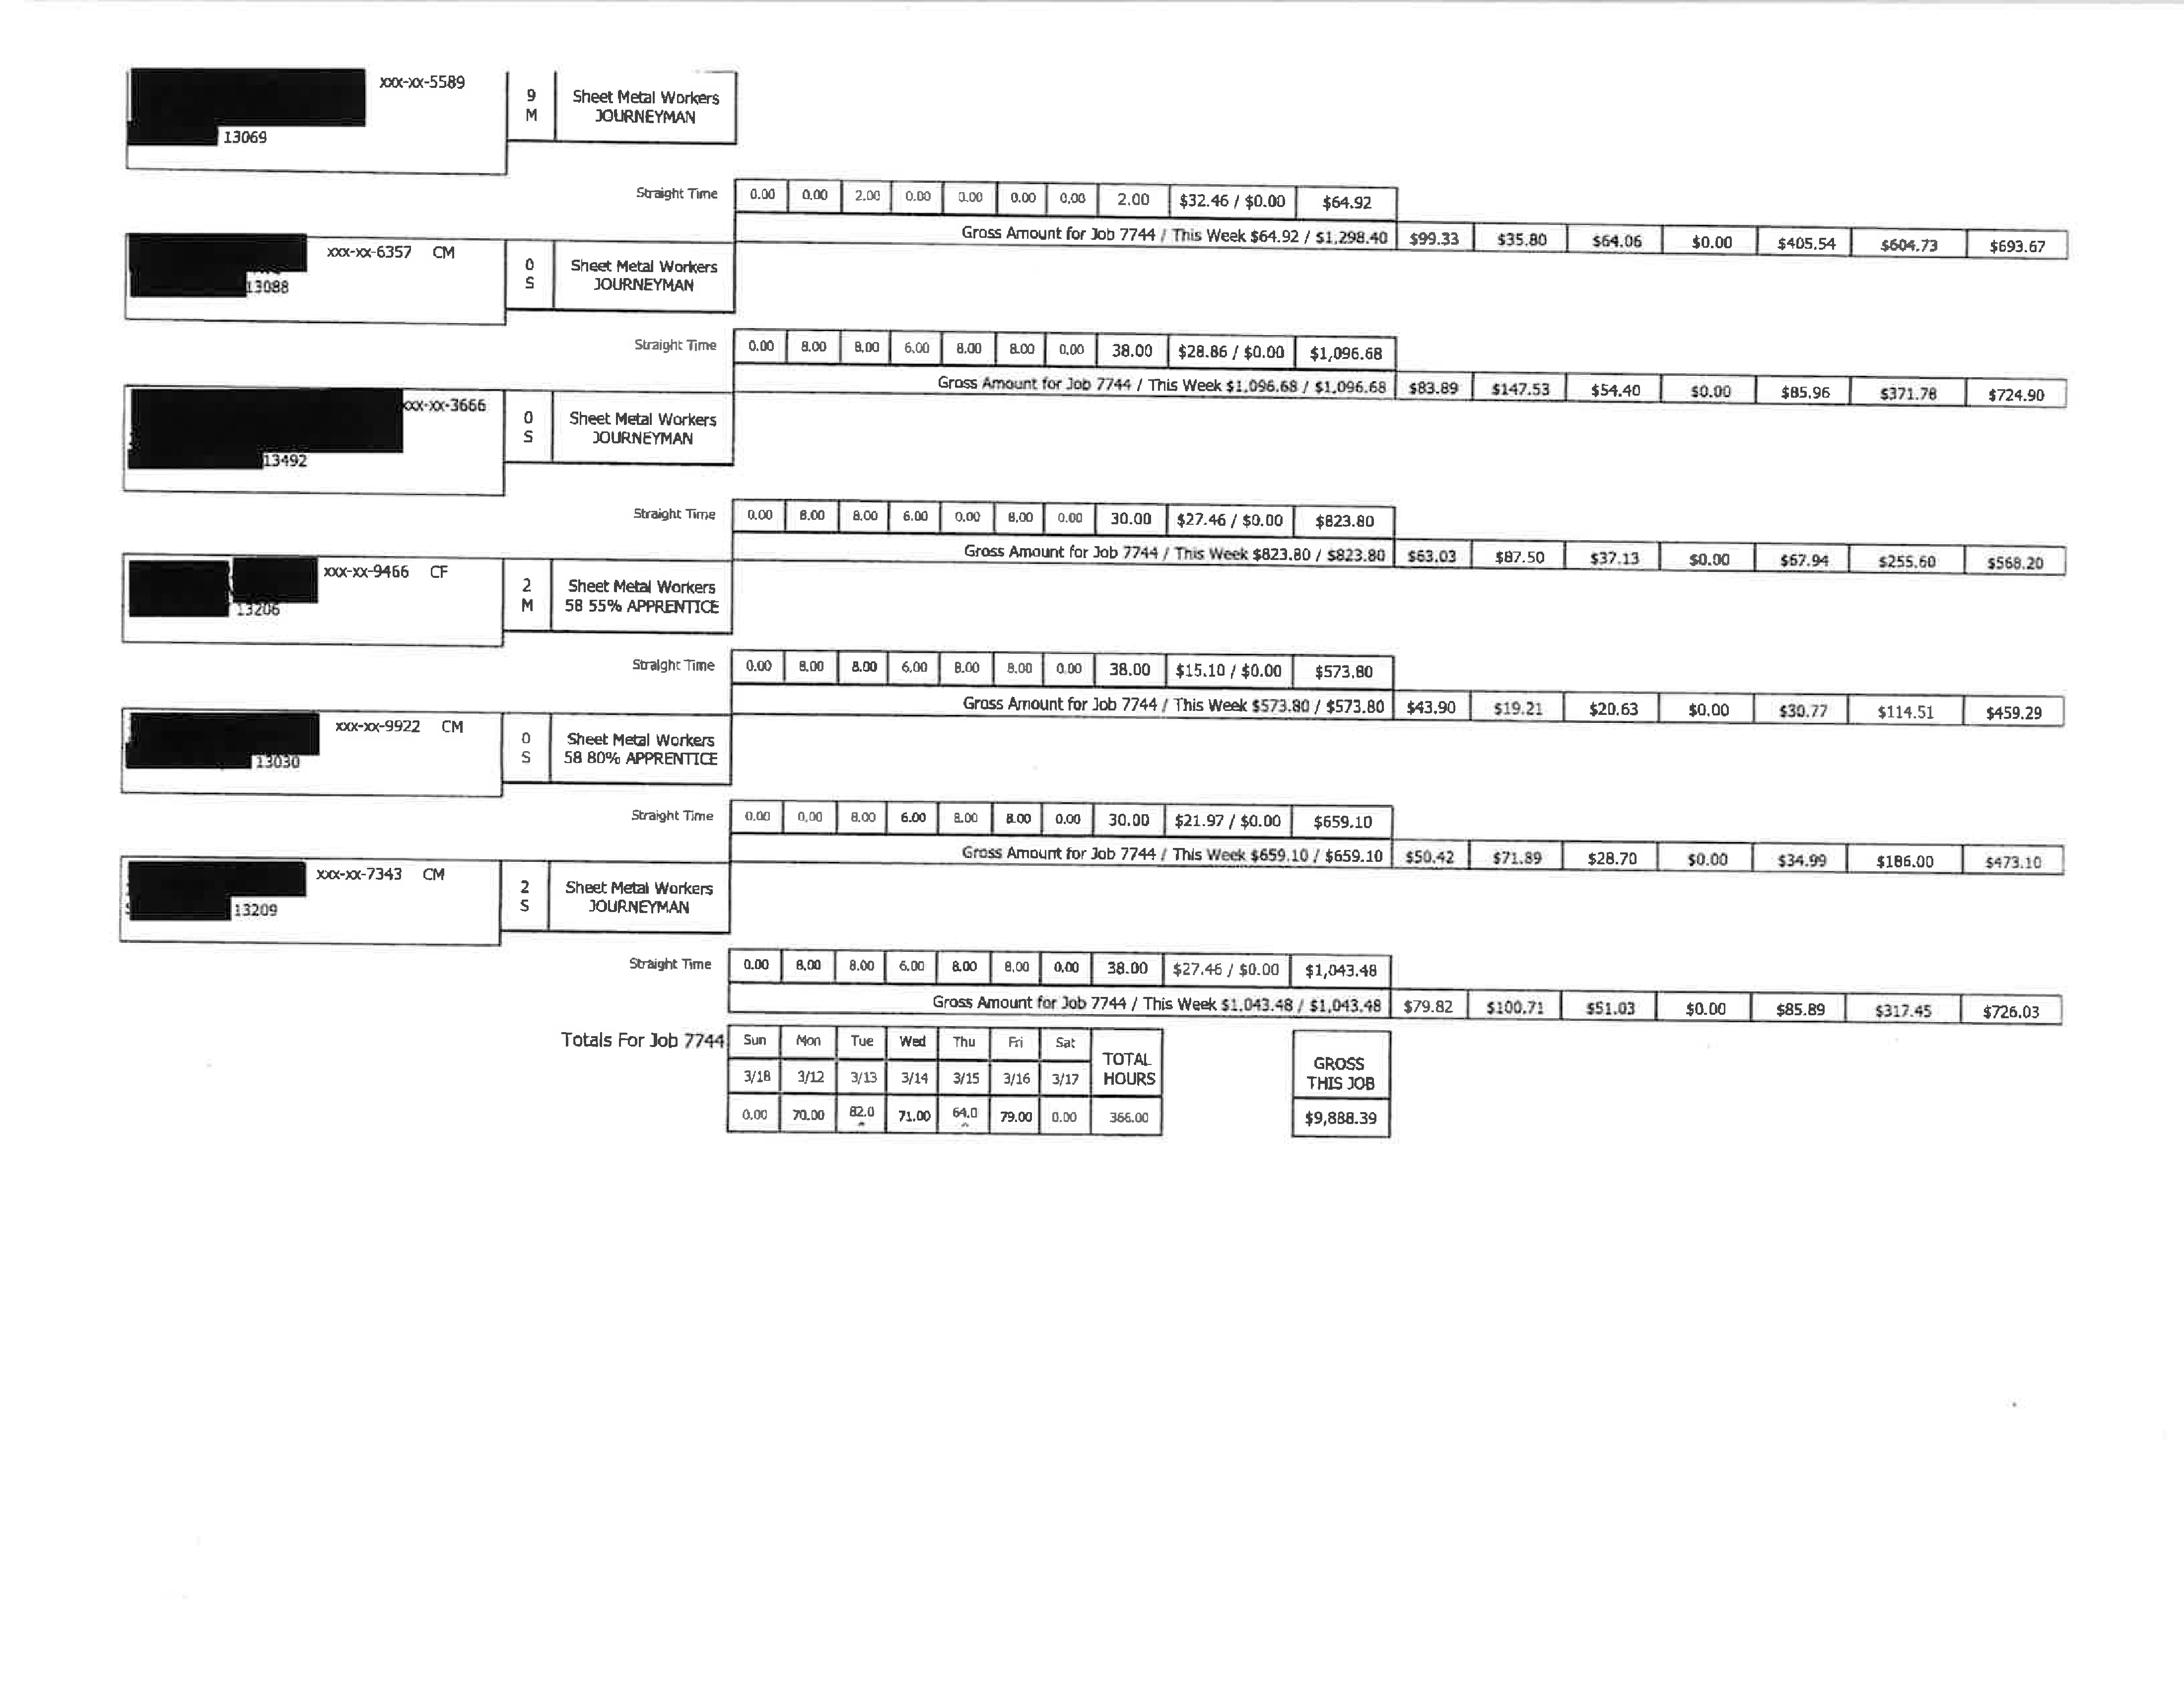 xxx-xx-5589
13069
9
M
Sheet Metal Workers
JOURNEYMAN
Straight Time 0.00 0.00 2.00 0.00 0.00 0.00 0.00 2.00 $32.46 / $0.00 $64.92
Gross Amount for Job 7744 / This Week $64.92 / $1,298.40 $99.33 $35.80 $64.06 $0.00 $405.54 $604.73 $693.67
xxx-xx-6357 CM
13088
0
S
Sheet Metal Workers
JOURNEYMAN
Straight Time 0.00 8.00 8.00 6.00 8.00 8.00 0.00 38.00 $28.86 / $0.00 $1,096.68
Gross Amount for Job 7744 / This Week $1,096.68 / $1,096.68 $83.89 $147.53 $54.40 $0.00 $85.96 $371.78 $724.90
xxx-xx-3666
13492
0
S
Sheet Metal Workers
JOURNEYMAN
Straight Time 0.00 8.00 8.00 6.00 0.00 8.00 0.00 30.00 $27.46 / $0.00 $823.80
Gross Amount for Job 7744 / This Week $823.80 / $823.80 $63.03 $87.50 $37.13 $0.00 $67.94 $255.60 $568.20
xxx-xx-9466 CF
13206
2
M
Sheet Metal Workers
58 55% APPRENTICE
Straight Time 0.00 8.00 8.00 6.00 8.00 8.00 0.00 38.00 $15.10 / $0.00 $573.80
Gross Amount for Job 7744 / This Week $573.80 / $573.80 $43.90 $19.21 $20.63 $0.00 $30.77 $114.51 $459.29
xxx-xx-9922 CM
13030
0
S
Sheet Metal Workers
58 80% APPRENTICE
Straight Time 0.00 0.00 8.00 6.00 8.00 8.00 0.00 30.00 $21.97 / $0.00 $659.10
Gross Amount for Job 7744 / This Week $659.10 / $659.10 $50.42 $71.89 $28.70 $0.00 $34.99 $186.00 $473.10
xxx-xx-7343 CM
13209
2
S
Sheet Metal Workers
JOURNEYMAN
Straight Time 0.00 8.00 8.00 6.00 8.00 8.00 0.00 38.00 $27.46 / $0.00 $1,043.48
Gross Amount for Job 7744 / This Week $1,043.48 / $1,043.48 $79.82 $100.71 $51.03 $0.00 $85.89 $317.45 $726.03
Totals For Job 7744 Sun Mon Tue Wed Thu Fri Sat
TOTAL
HOURS
GROSS
THIS JOB
3/18 3/12 3/13 3/14 3/15 3/16 3/17
0.00 70.00 82.0 71.00 64.0 79.00 0.00 366.00 $9,888.39